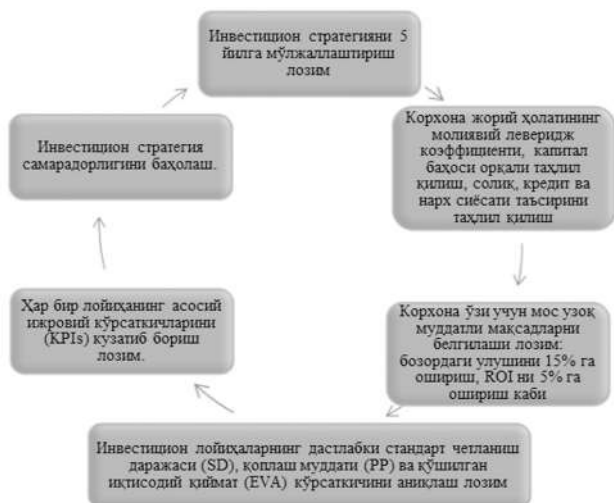 Инвестицион стратегияни 5
йилга мўлжаллаштириш
лозим
Корхона жорий ҳолатининг
молиявий леверидж
коэффициенти, капитал
баҳоси орқали таҳлил
қилиш, солиқ, кредит ва
нарх сиёсати таъсирини
таҳлил қилиш
Корхона ўзи учун мос узоқ
муддатли мақсадларни
белгилаши лозим:
бозордаги улушини 15% га
ошириш, ROI ни 5% га
ошириш каби
Инвестицион лойиҳаларнинг дастлабки стандарт четланиш
даражаси (SD), қоплаш муддати (PP) ва қўшилган
иқтисодий қиймат (EVA) кўрсаткичини аниқлаш лозим
Ҳар бир лойиҳанинг асосий
ижровий кўрсаткичларини
(KPIs) кузатиб бориш
лозим.
Инвестицион стратегия
самарадорлигини баҳолаш.